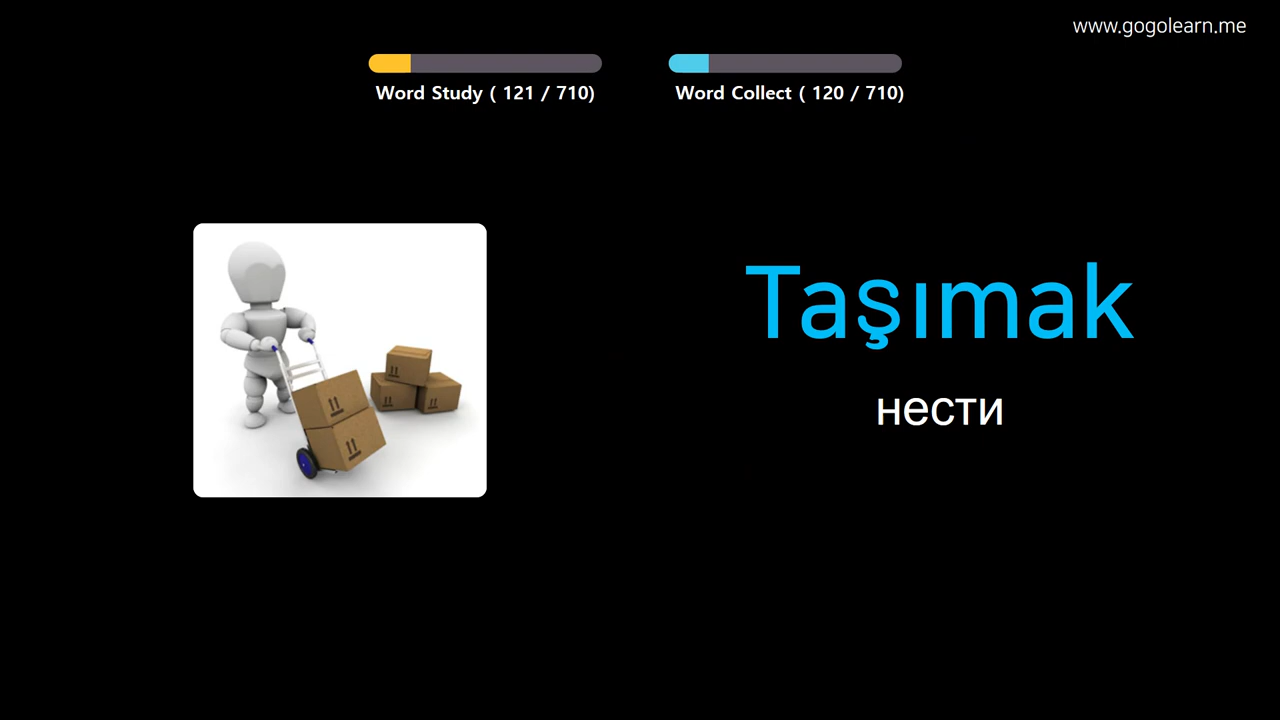 www.gogolearn.me
Word Study ( 121 / 710)
Word Collect ( 120 / 710)
Taşımak
нести